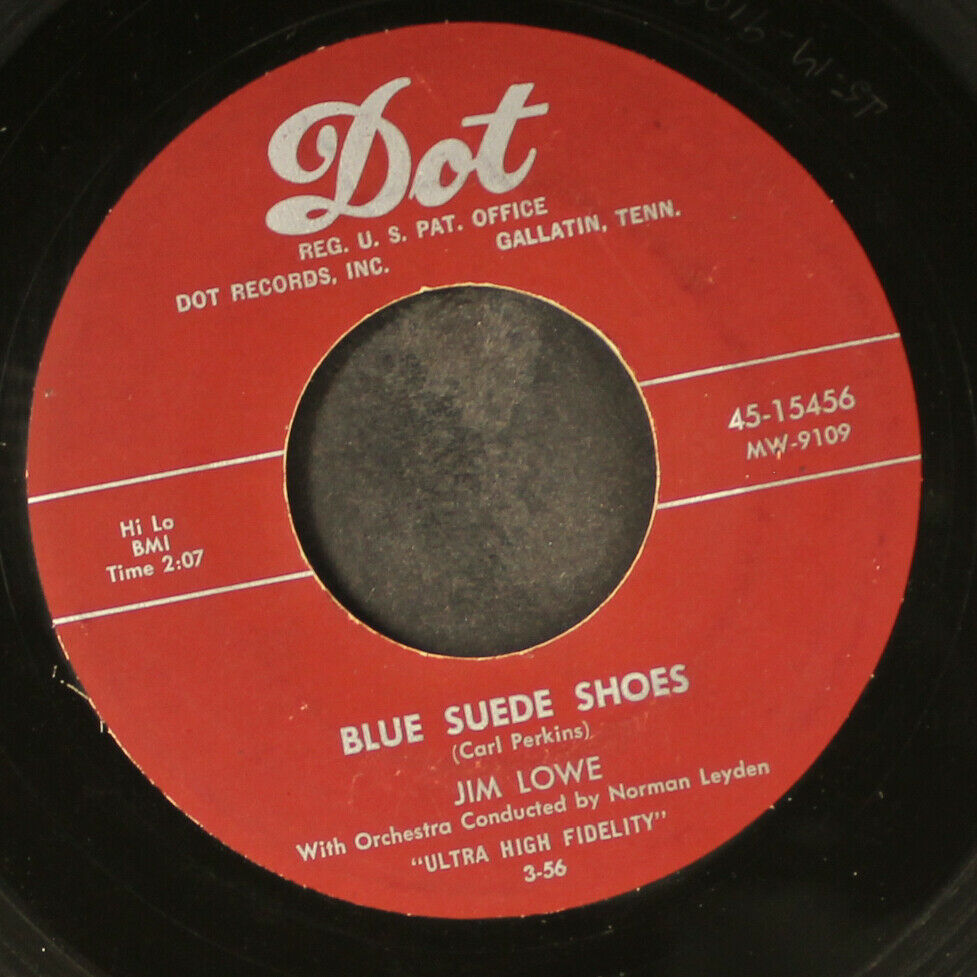 Dot
REG. U. S. PAT. OFFICE
DOT RECORDS, INC. GALLATIN, TENN.
45-15456
MW-9109
Hi Lo
BMI
Time 2:07
BLUE SUEDE SHOES
(Carl Perkins)
JIM LOWE
With Orchestra Conducted by Norman Leyden
"ULTRA HIGH FIDELITY"
3-56